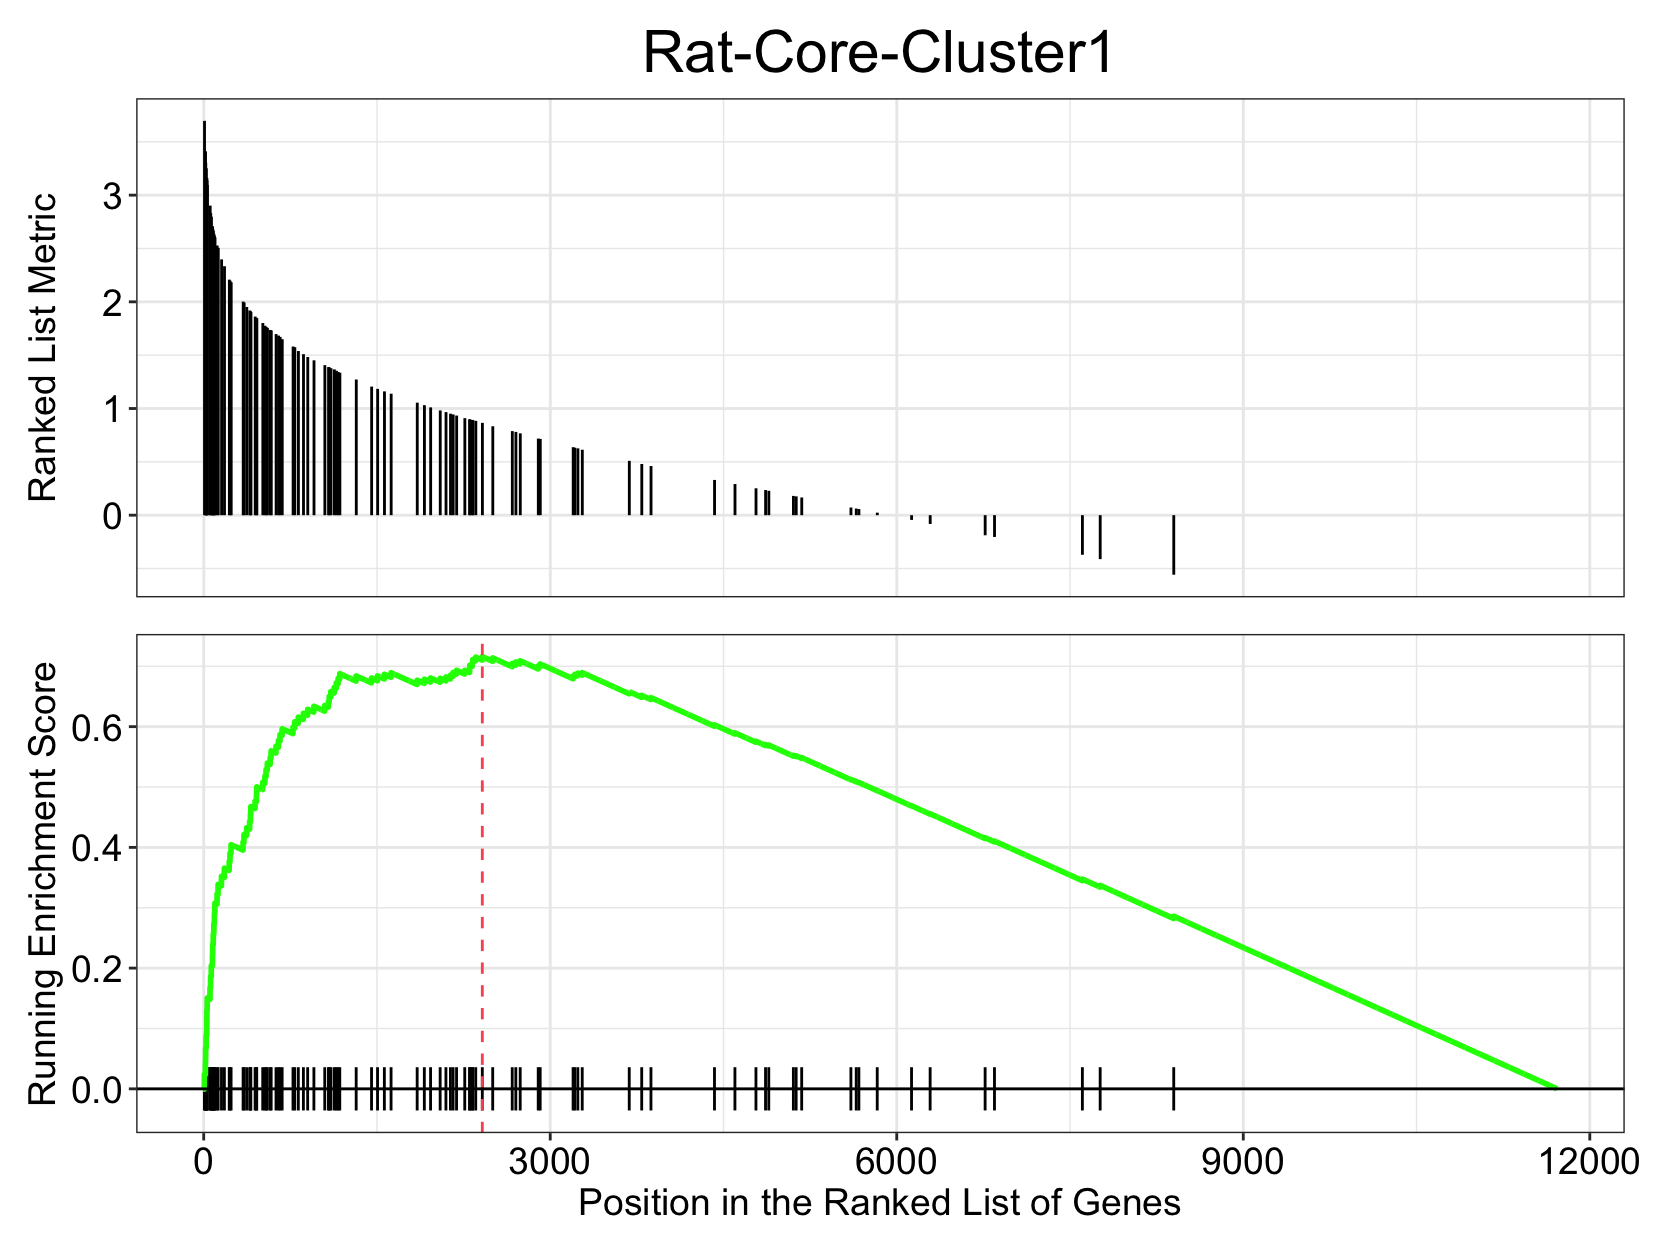 Rat-Core-Cluster1
Ranked List Metric
3
2
1
0
Running Enrichment Score
0.6
0.4
0.2
0.0
0 3000 6000 9000 12000
Position in the Ranked List of Genes